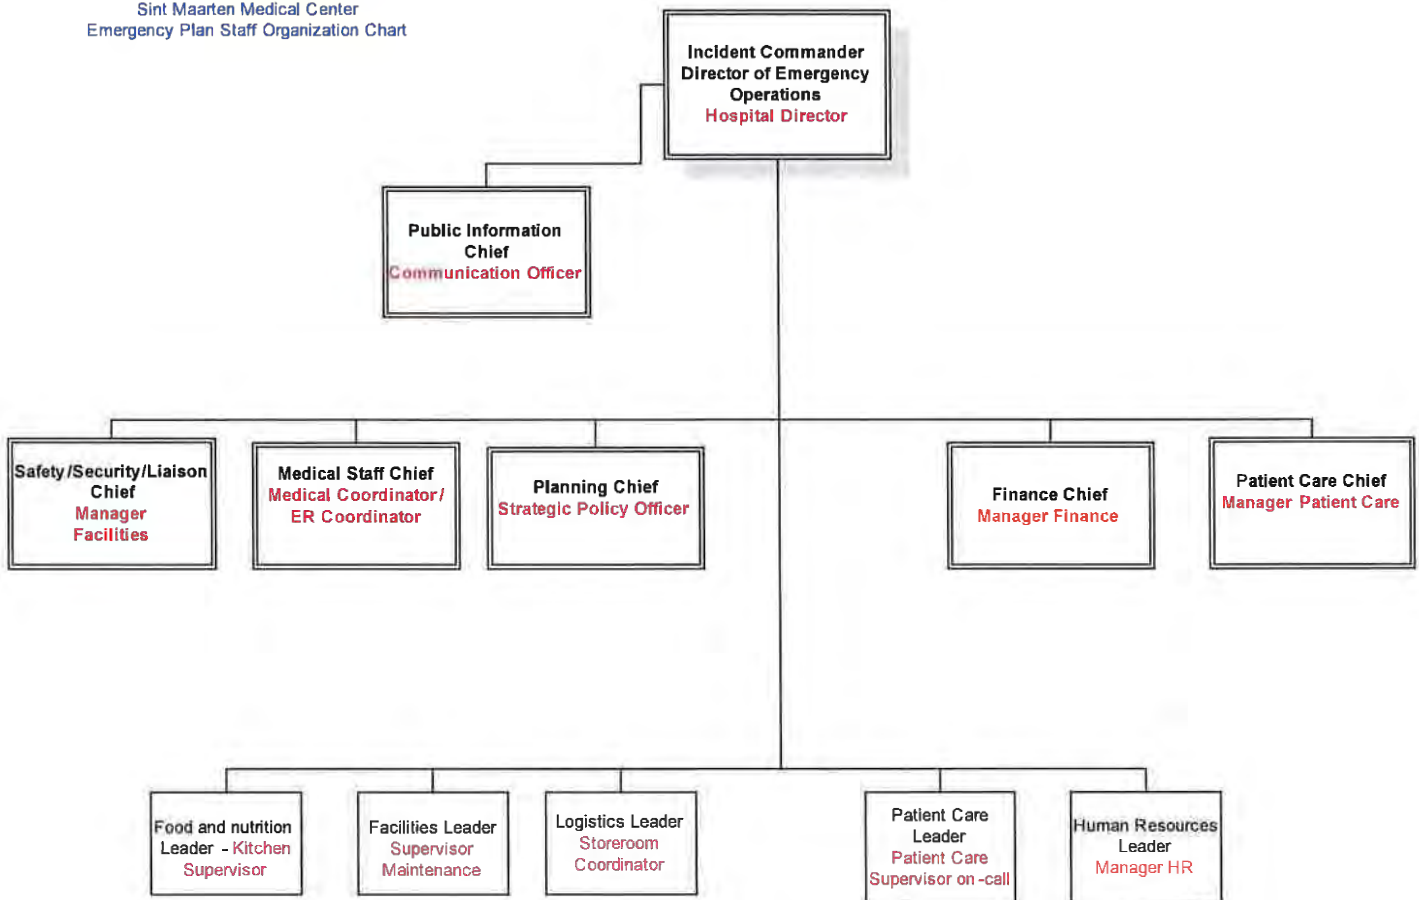 Sint Maarten Medical Center
Emergency Plan Staff Organization Chart
Incident Commander
Director of Emergency
Operations
Hospital Director
Public Information
Chief
Communication Officer
Safety/Security/Liaison
Chief
Manager
Facilities
Medical Staff Chief
Medical Coordinator/
ER Coordinator
Planning Chief
Strategic Policy Officer
Finance Chief
Manager Finance
Patient Care Chief
Manager Patient Care
Food and nutrition
Leader - Kitchen
Supervisor
Facilities Leader
Supervisor
Maintenance
Logistics Leader
Storeroom
Coordinator
Patient Care
Leader
Patient Care
Supervisor on-call
Human Resources
Leader
Manager HR